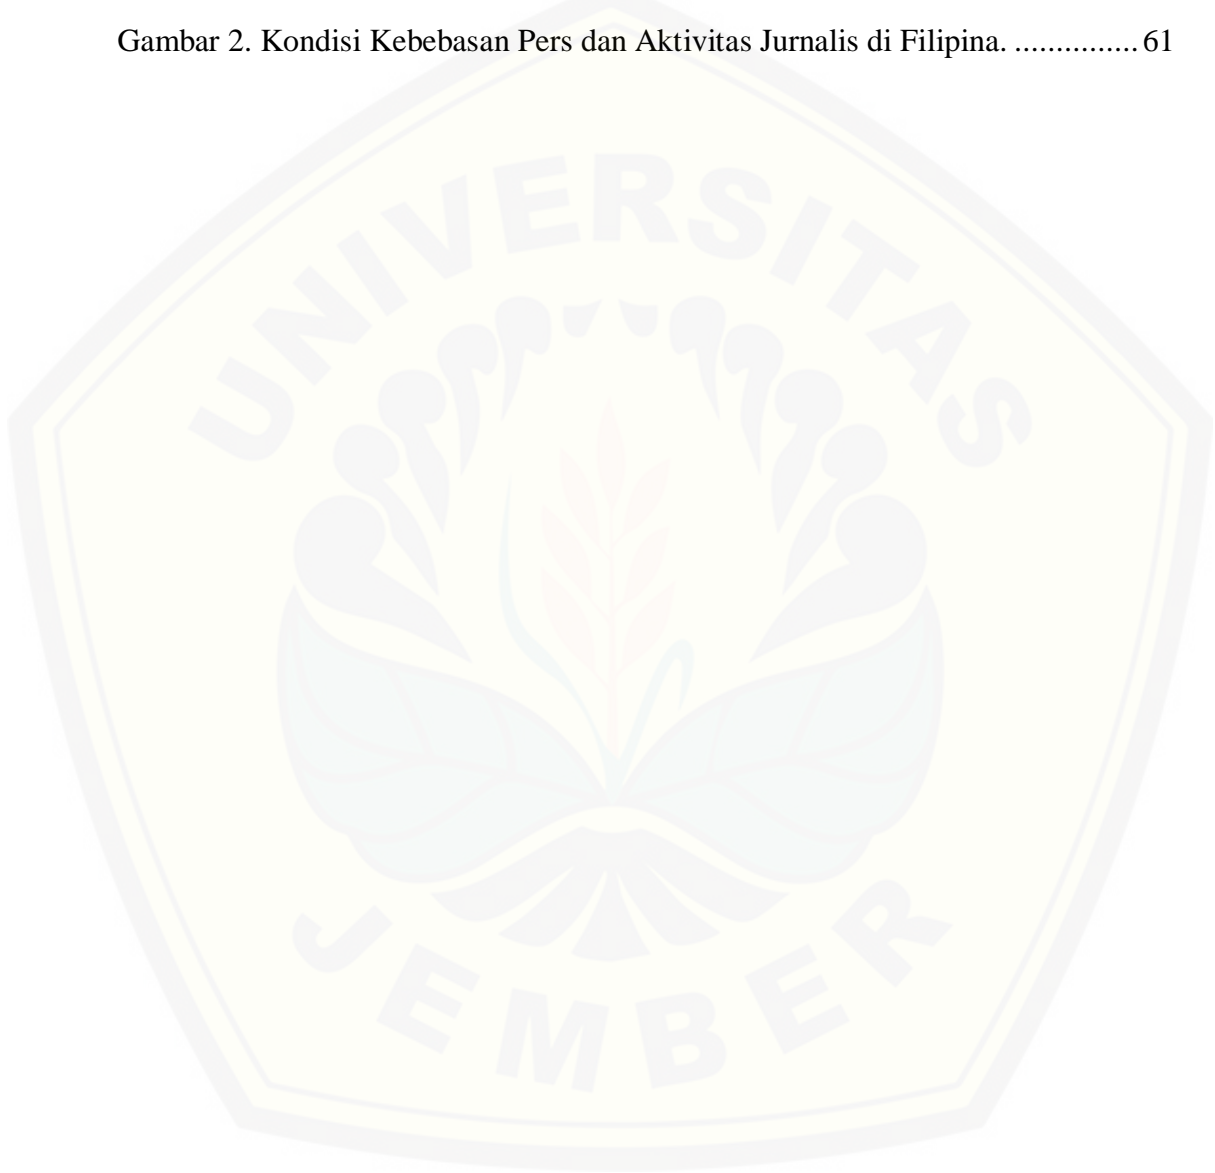 Gambar 2. Kondisi Kebebasan Pers dan Aktivitas Jurnalis di Filipina. ............... 61
UNIVERSITAS
JEMBER